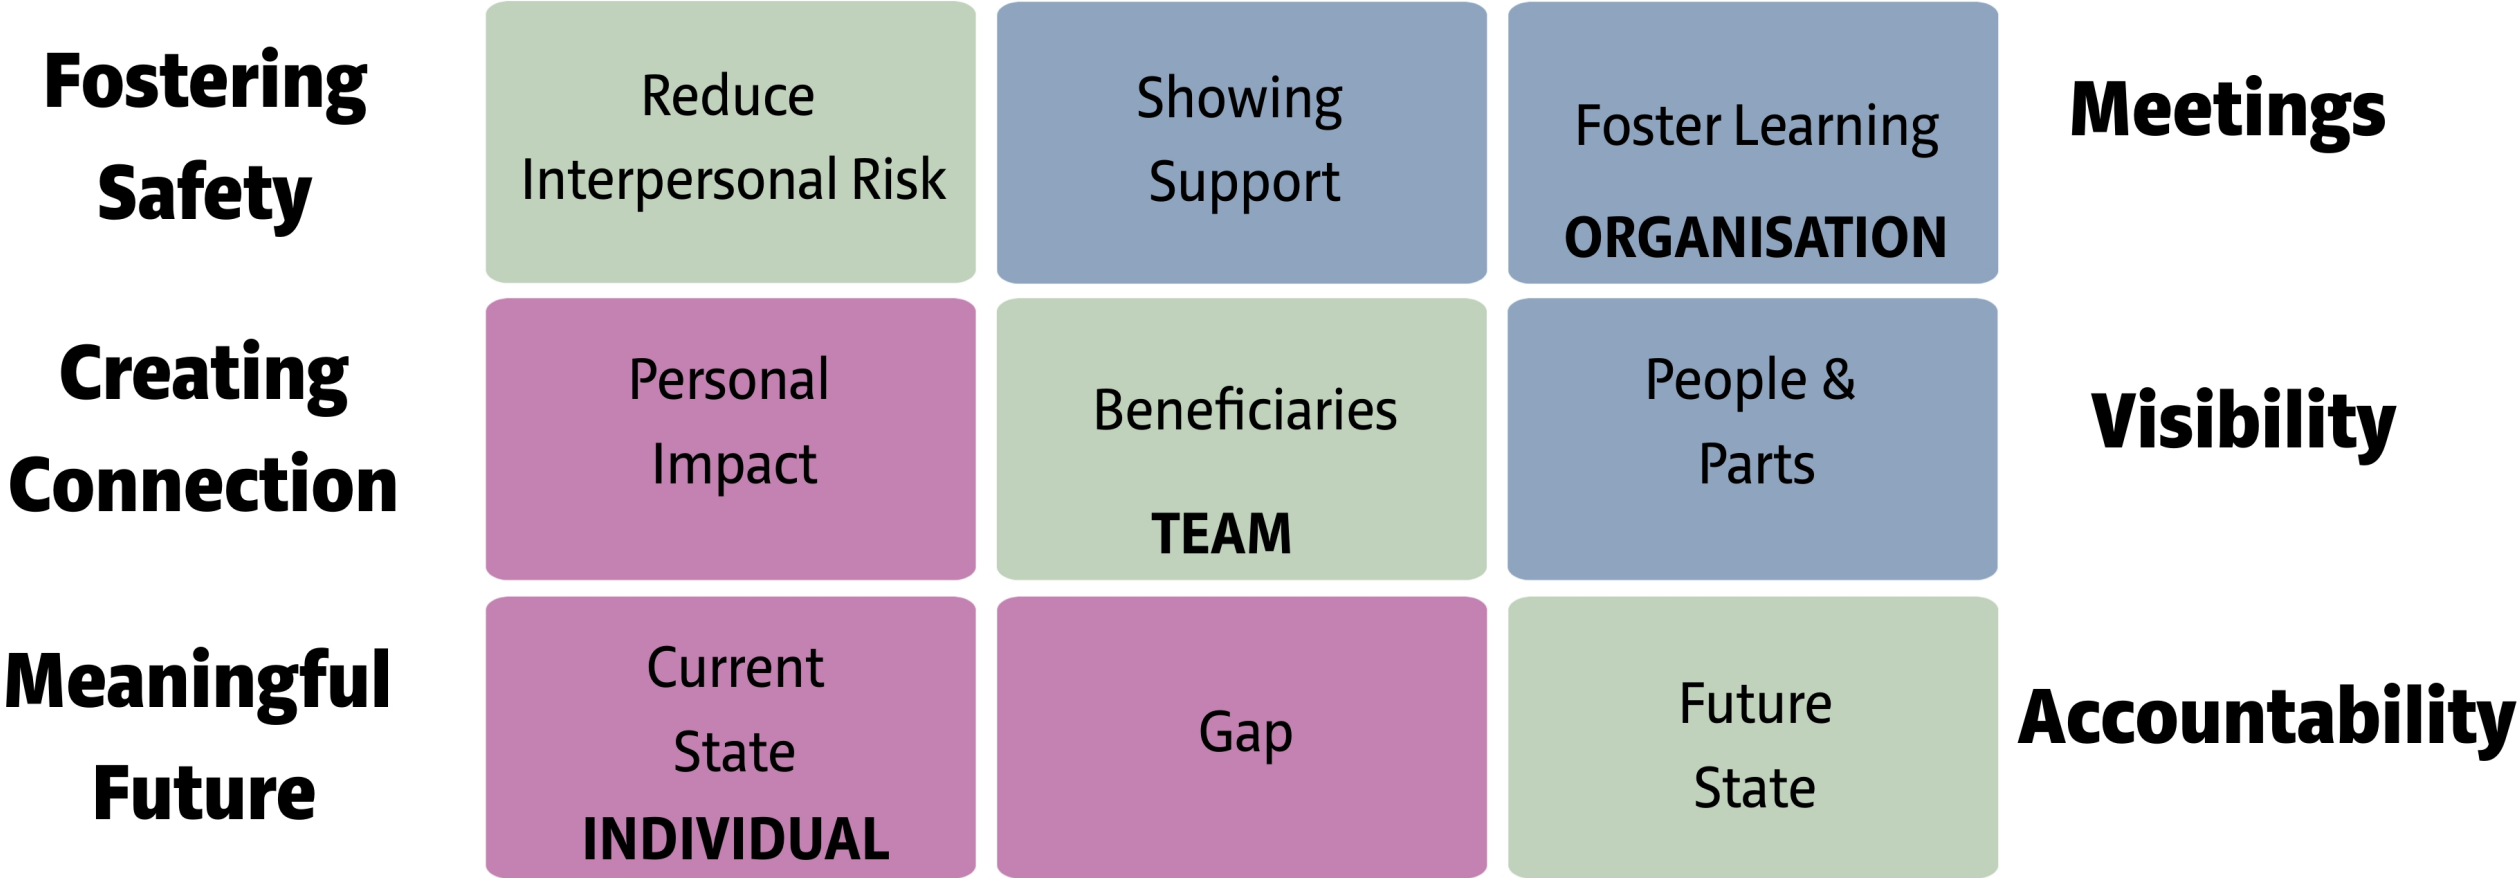 Fostering
Safety
Reduce
Interpersonal Risk
Showing
Support
Foster Learning
ORGANISATION
Meetings
Creating
Connection
Personal
Impact
Beneficiaries
TEAM
People &
Parts
Visibility
Meaningful
Future
Current
State
INDIVIDUAL
Gap
Future
State
Accountability